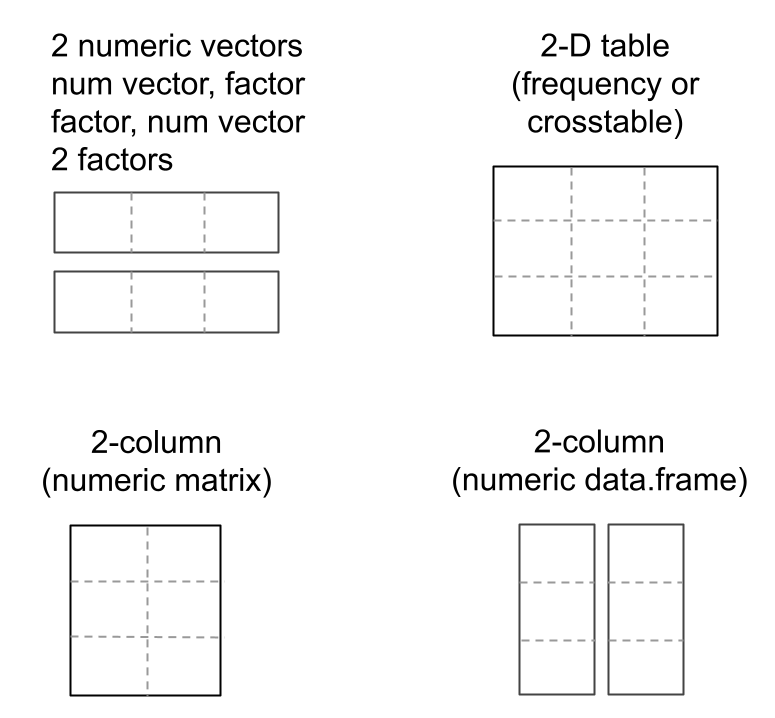 2 numeric vectors
num vector, factor
factor, num vector
2 factors
2-D table
(frequency or
crosstable)
2-column
(numeric matrix)
2-column
(numeric data.frame)